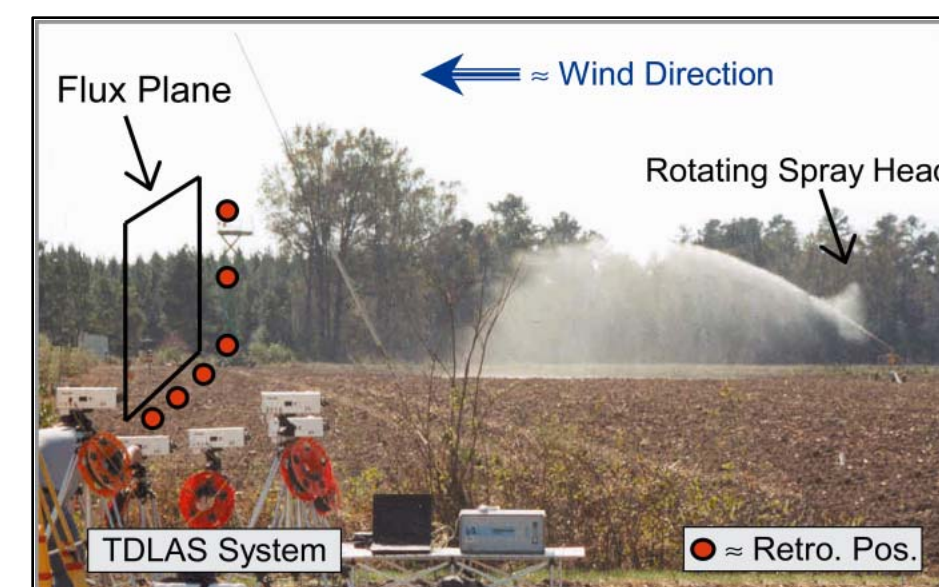 ≈ Wind Direction
Flux Plane
Rotating Spray Head
TDLAS System
≈ Retro. Pos.